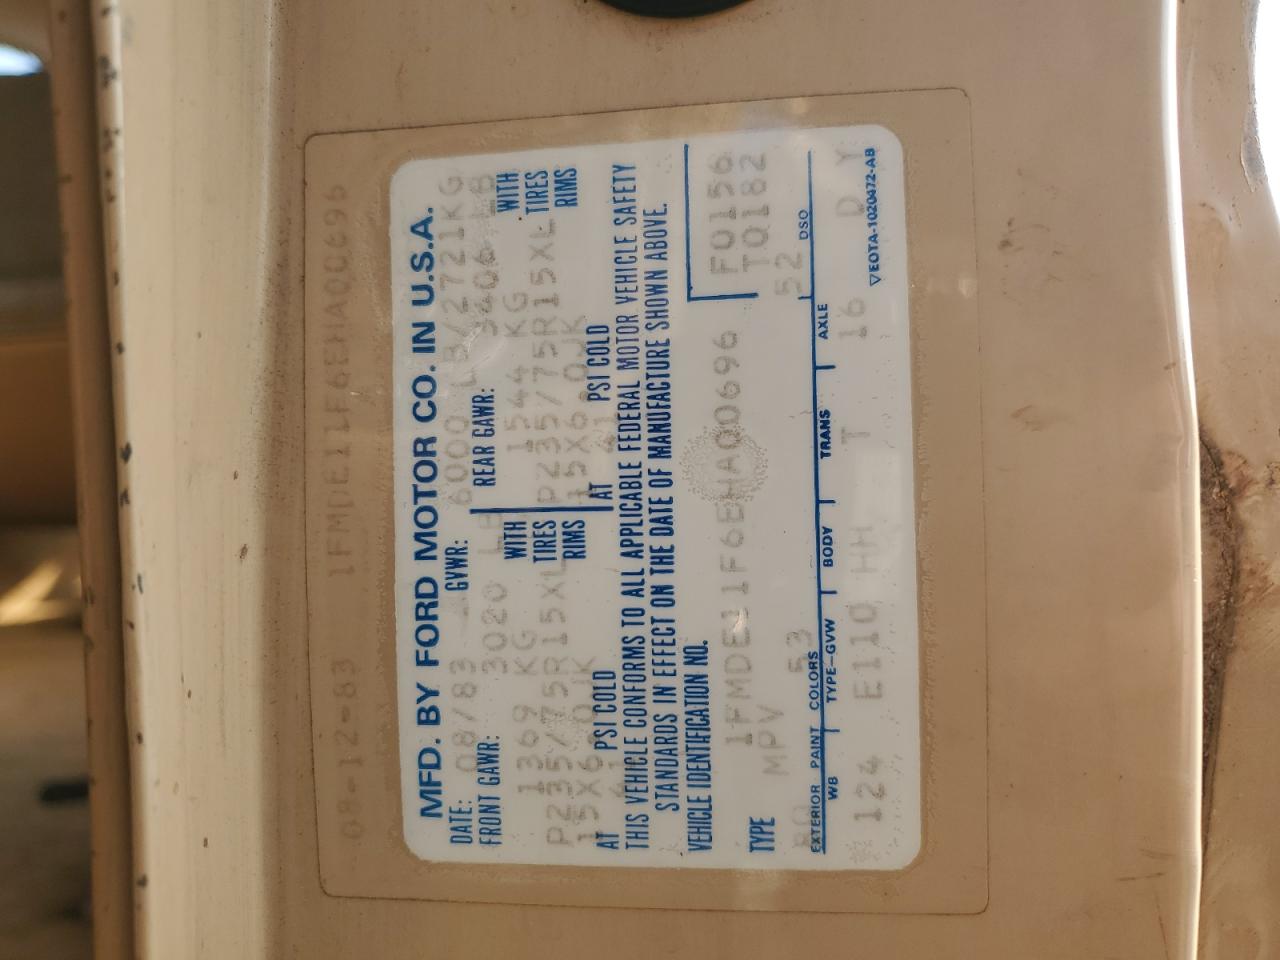 08-12-83 1FMDE11F6EHA00696
MFD. BY FORD MOTOR CO. IN U.S.A.
DATE: 08/83 GVWR: 6000 LB/2721KG
FRONT GAWR: 3020 LB REAR GAWR: 3406 LB
1369 KG WITH 1544 KG WITH
P235/75R15XL TIRES P235/75R15XL TIRES
15X6.0JK RIMS 15X6.0JK RIMS
AT 41 PSI COLD AT 41 PSI COLD
THIS VEHICLE CONFORMS TO ALL APPLICABLE FEDERAL MOTOR VEHICLE SAFETY
STANDARDS IN EFFECT ON THE DATE OF MANUFACTURE SHOWN ABOVE.
VEHICLE IDENTIFICATION NO.
1FMDE11F6EHA00696 F0156
TYPE MPV T0182
53 52
EXTERIOR PAINT COLORS DSO
WB TYPE-GVW BODY TRANS AXLE
124 E110 HH T 16 D Y
▽EOTA-1020472-AB